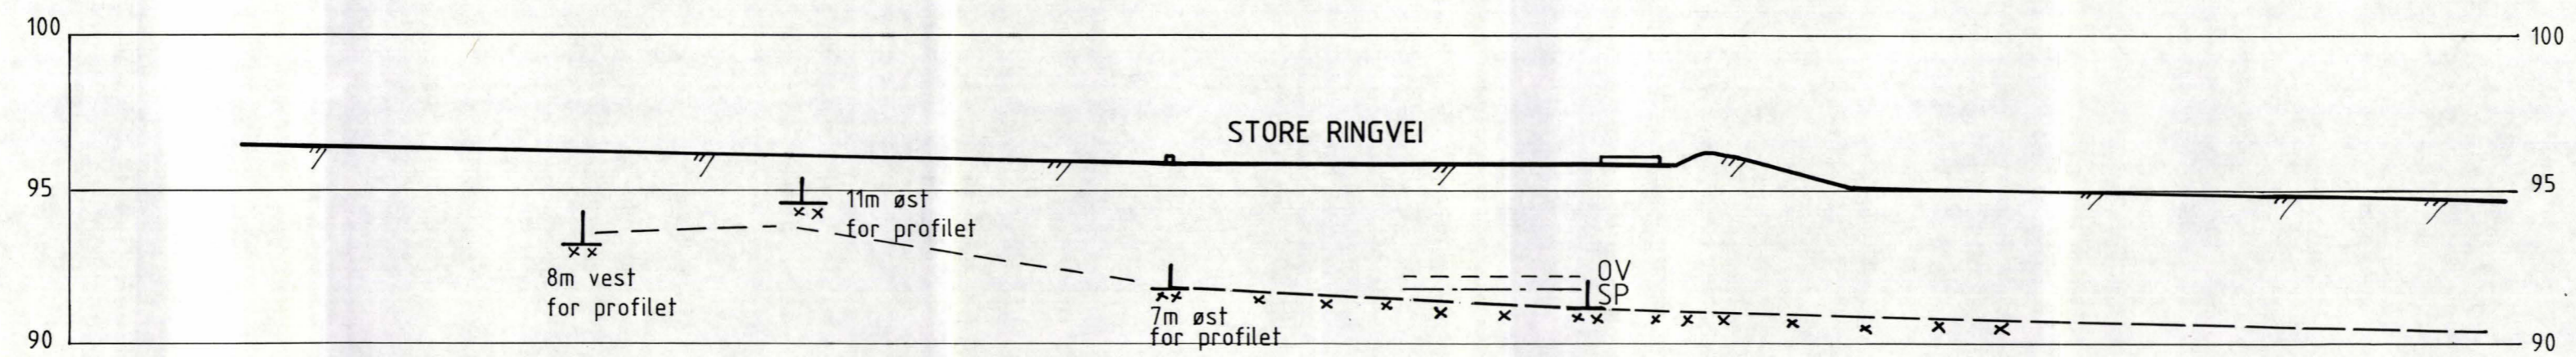 100
100
STORE RINGVEI
95
95
11m øst
for profilet
8m vest
for profilet
OV
SP
7m øst
for profilet
90
90